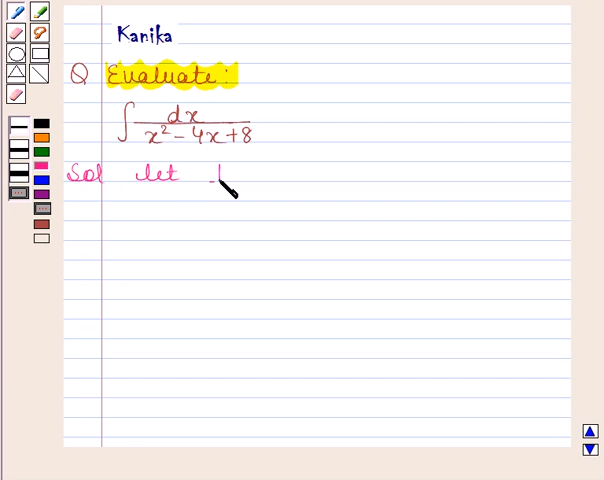 Kanika
Q Evaluate:
∫ dx / x² - 4x + 8
Sol let I